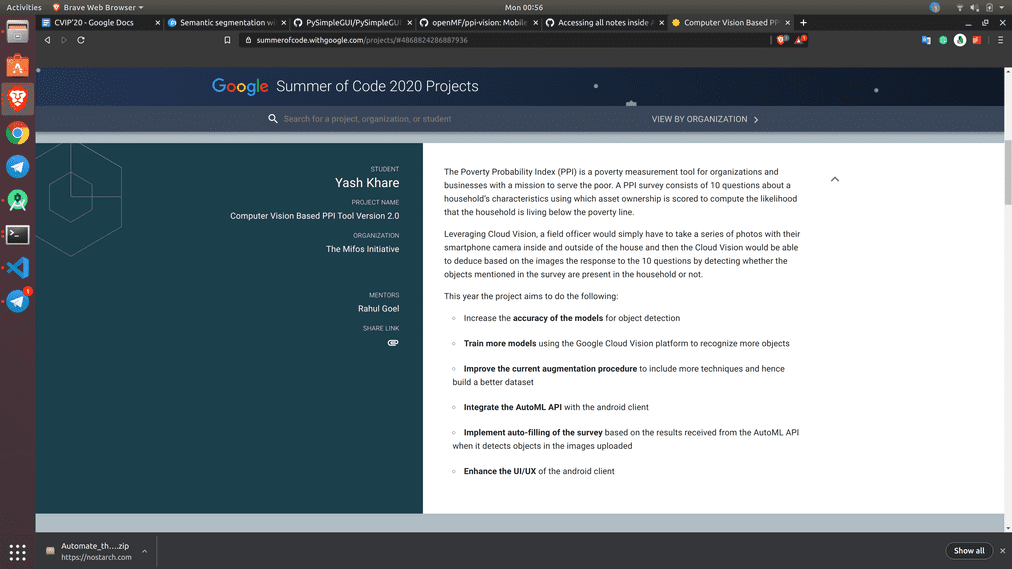 Activities
Brave Web Browser
Mon 00:56
CVIP'20 - Google Docs
Semantic segmentation wi
PySimpleGUI/PySimpleGUI
openMF/ppi-vision: Mobile
Accessing all notes inside A
Computer Vision Based PP
summerofcode.withgoogle.com/projects/#4868824286887936
Google Summer of Code 2020 Projects
Search for a project, organization, or student
VIEW BY ORGANIZATION
STUDENT
Yash Khare
PROJECT NAME
Computer Vision Based PPI Tool Version 2.0
ORGANIZATION
The Mifos Initiative
MENTORS
Rahul Goel
SHARE LINK
The Poverty Probability Index (PPI) is a poverty measurement tool for organizations and
businesses with a mission to serve the poor. A PPI survey consists of 10 questions about a
household's characteristics using which asset ownership is scored to compute the likelihood
that the household is living below the poverty line.
Leveraging Cloud Vision, a field officer would simply have to take a series of photos with their
smartphone camera inside and outside of the house and then the Cloud Vision would be able
to deduce based on the images the response to the 10 questions by detecting whether the
objects mentioned in the survey are present in the household or not.
This year the project aims to do the following:
Increase the accuracy of the models for object detection
Train more models using the Google Cloud Vision platform to recognize more objects
Improve the current augmentation procedure to include more techniques and hence
build a better dataset
Integrate the AutoML API with the android client
Implement auto-filling of the survey based on the results received from the AutoML API
when it detects objects in the images uploaded
Enhance the UI/UX of the android client
Automate_th....zip
https://nostarch.com
Show all